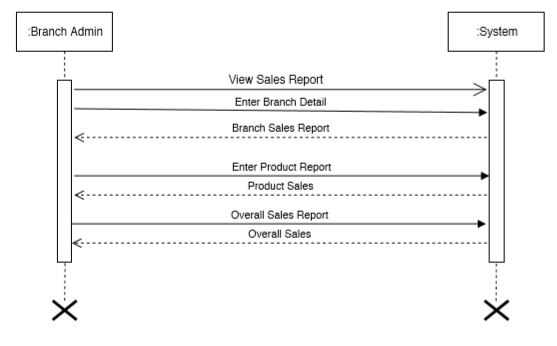 :Branch Admin
:System
View Sales Report
Enter Branch Detail
Branch Sales Report
Enter Product Report
Product Sales
Overall Sales Report
Overall Sales